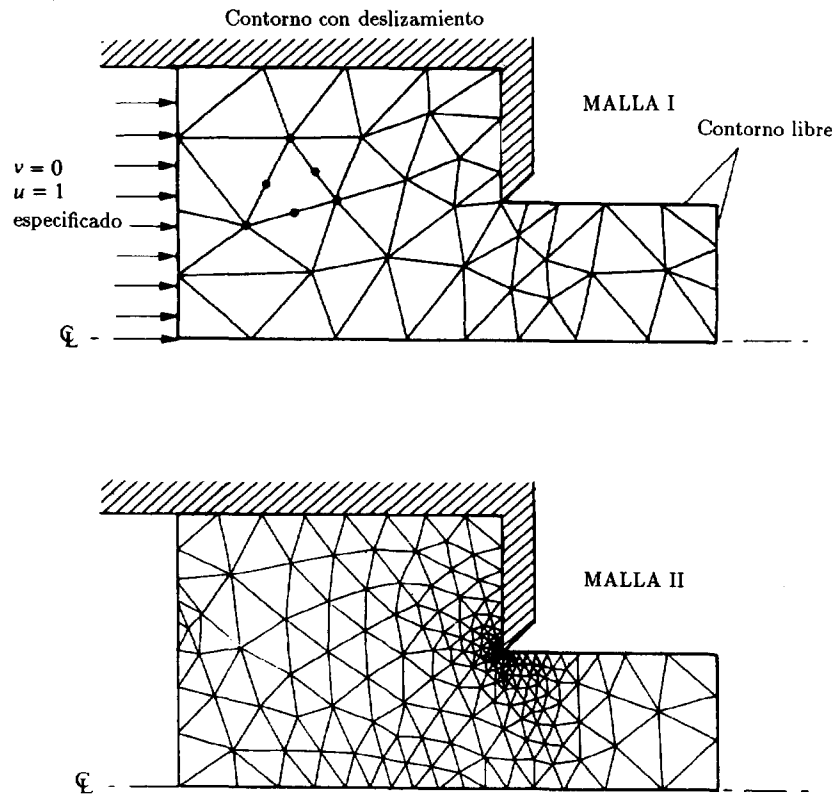 Contorno con deslizamiento
MALLA I
Contorno libre
v = 0
u = 1
especificado
℄
MALLA II
℄